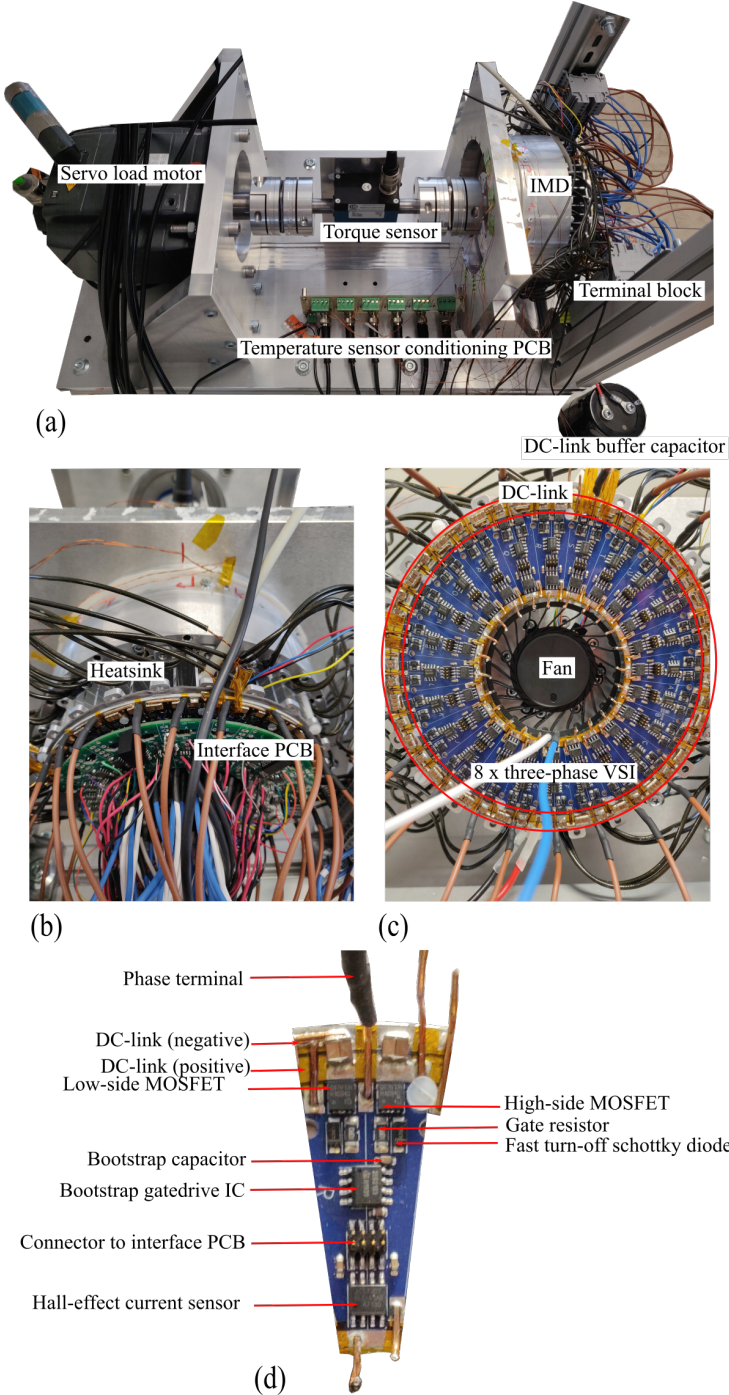 Servo load motor
IMD
Torque sensor
Terminal block
Temperature sensor conditioning PCB
(a)
DC-link buffer capacitor
DC-link
Heatsink
Fan
Interface PCB
8 x three-phase VSI
(b)
(c)
Phase terminal
DC-link (negative)
DC-link (positive)
Low-side MOSFET
High-side MOSFET
Gate resistor
Fast turn-off schottky diode
Bootstrap capacitor
Bootstrap gatedrive IC
Connector to interface PCB
Hall-effect current sensor
(d)